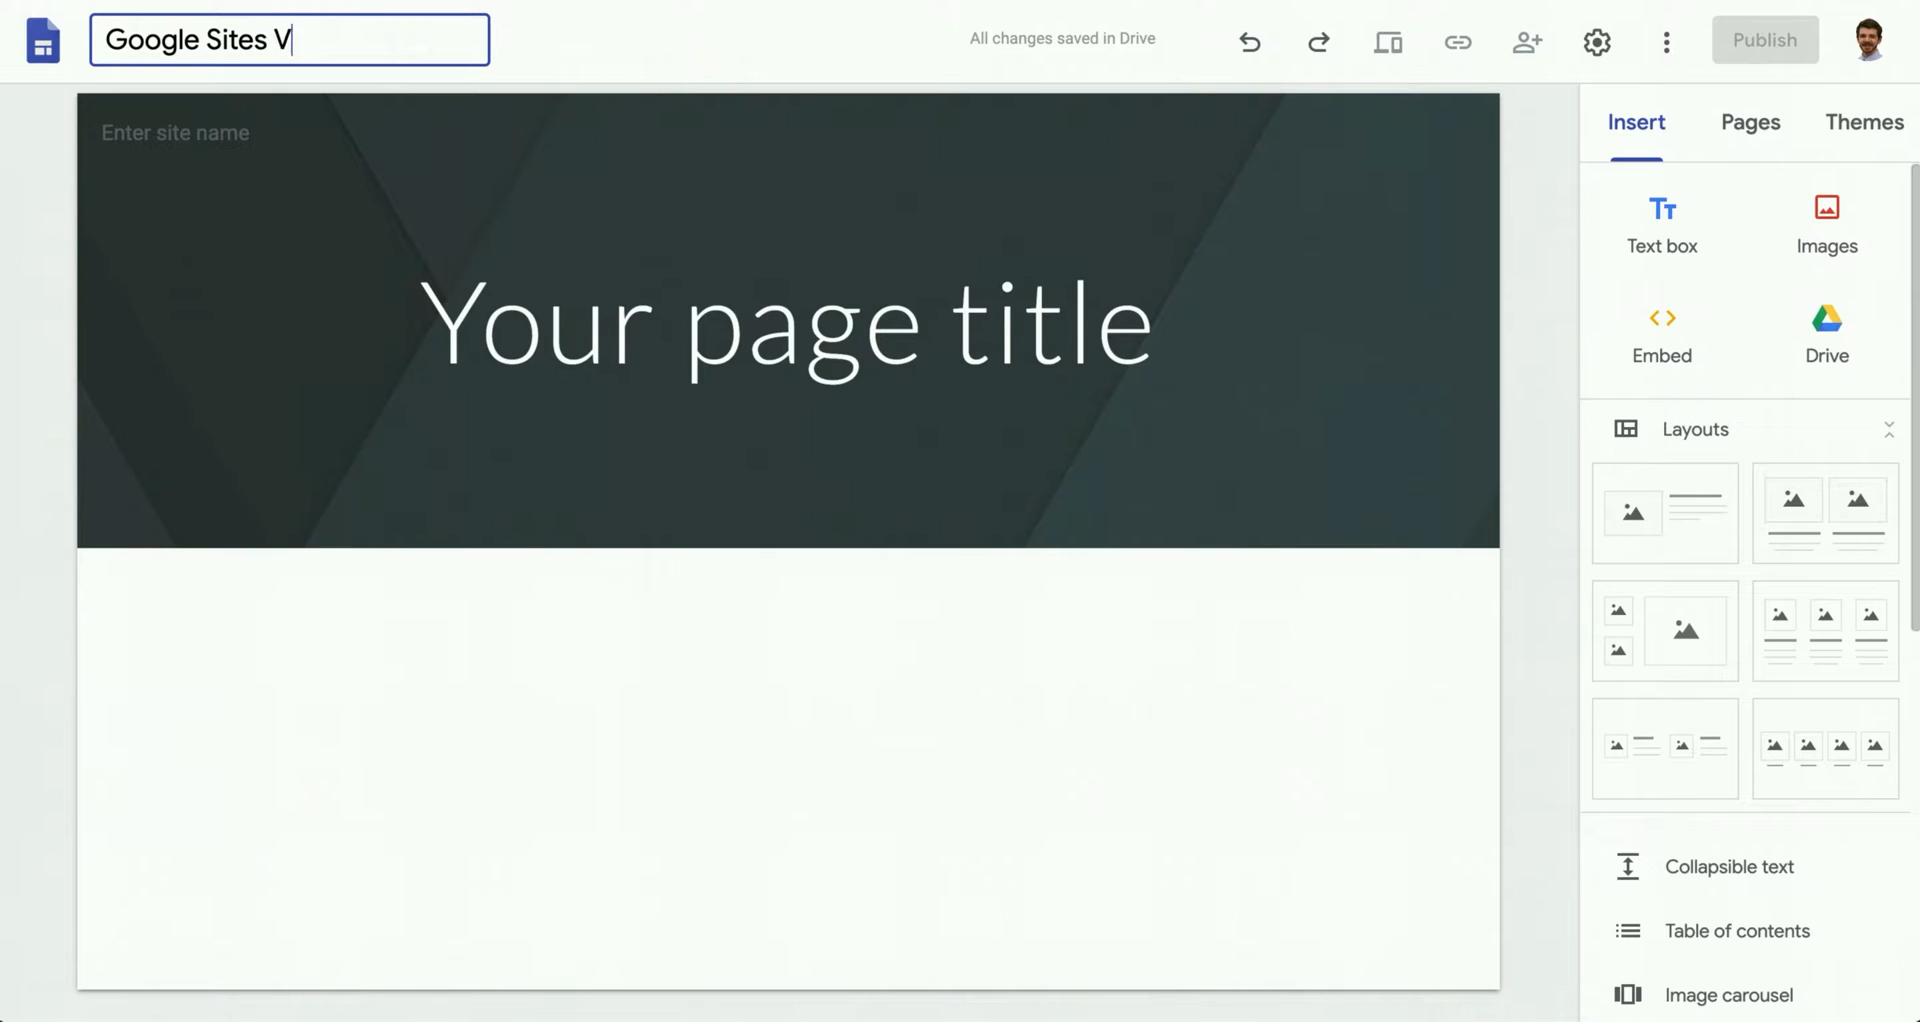 Google Sites V
All changes saved in Drive
Publish
Enter site name
Your page title
Insert
Pages
Themes
Text box
Images
Embed
Drive
Layouts
Collapsible text
Table of contents
Image carousel